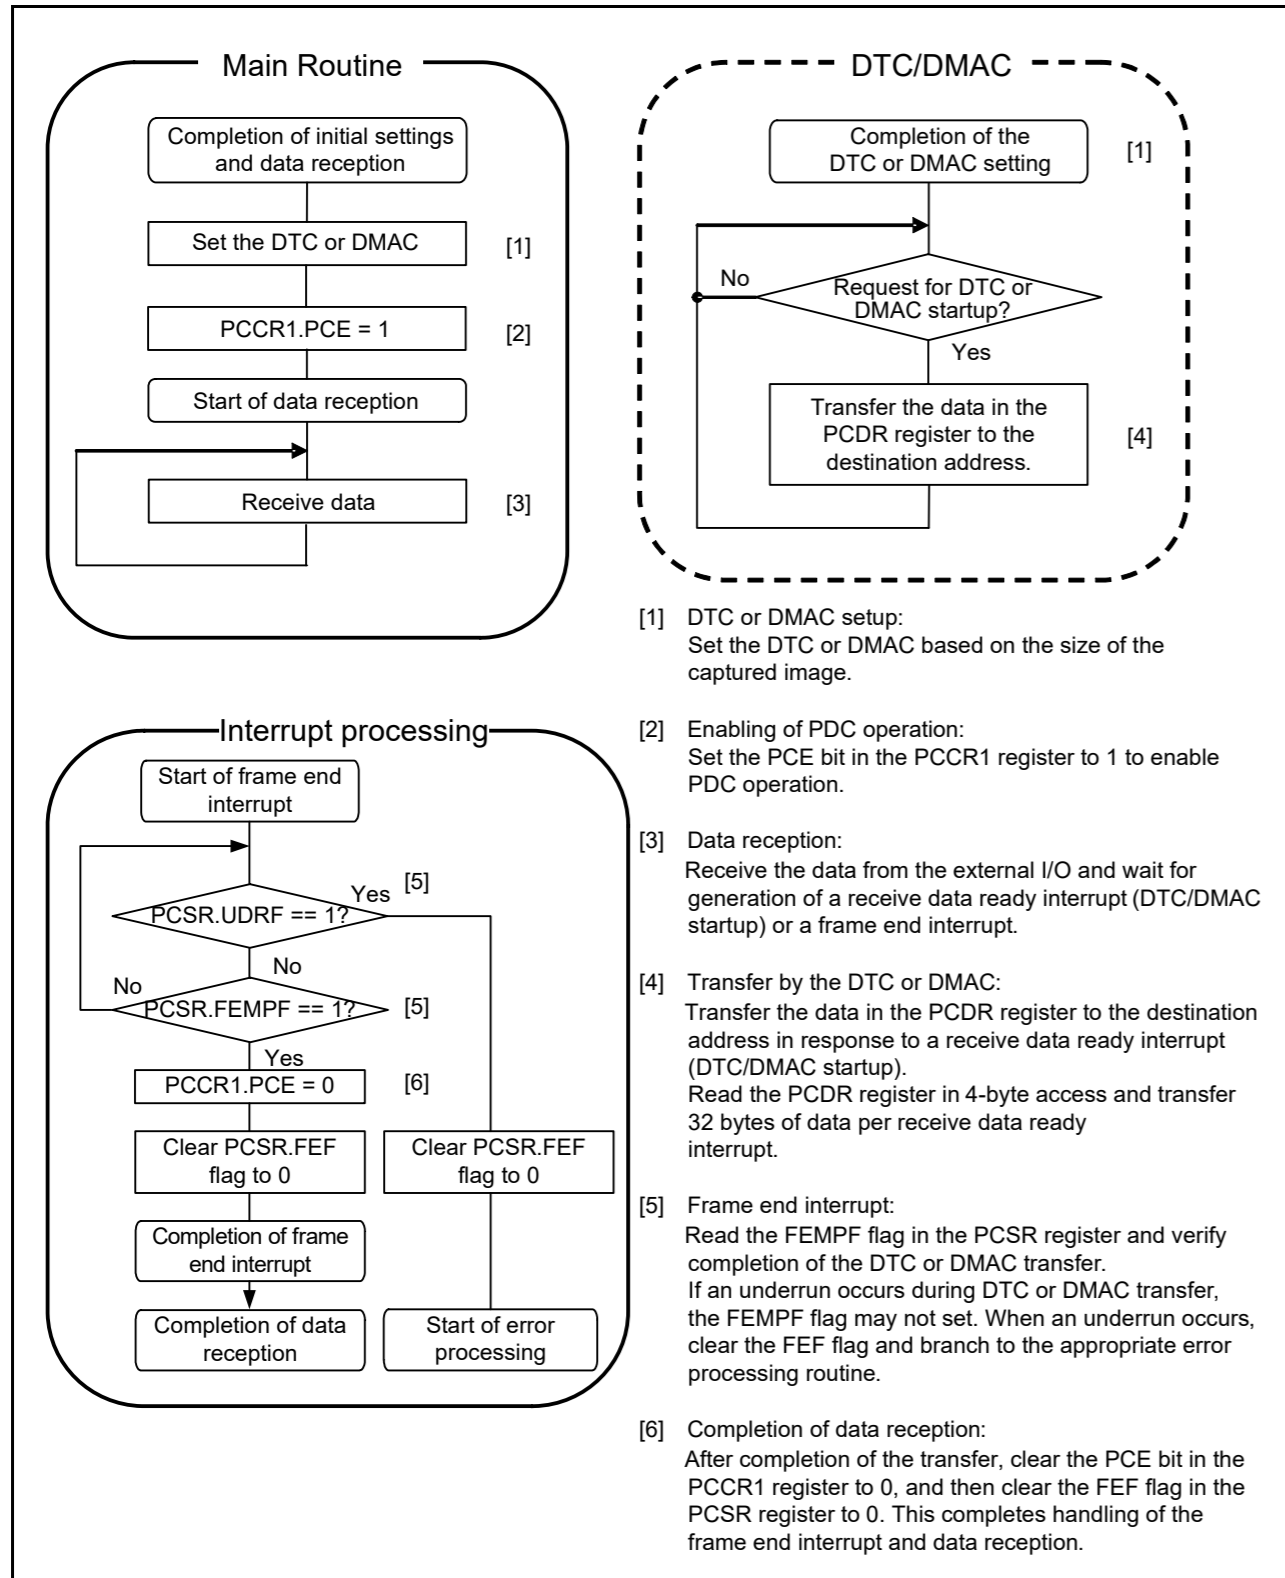 Main Routine
Completion of initial settings
and data reception
Set the DTC or DMAC
[1]
PCCR1.PCE = 1
[2]
Start of data reception
Receive data
[3]
DTC/DMAC
Completion of the
DTC or DMAC setting
[1]
No
Request for DTC or
DMAC startup?
Yes
Transfer the data in the
PCDR register to the
destination address.
[4]
Interrupt processing
Start of frame end
interrupt
Yes
[5]
PCSR.UDRF == 1?
No
No
PCSR.FEMPF == 1?
[5]
Yes
PCCR1.PCE = 0
[6]
Clear PCSR.FEF
flag to 0
Clear PCSR.FEF
flag to 0
Completion of frame
end interrupt
Completion of data
reception
Start of error
processing
[1] DTC or DMAC setup:
Set the DTC or DMAC based on the size of the
captured image.
[2] Enabling of PDC operation:
Set the PCE bit in the PCCR1 register to 1 to enable
PDC operation.
[3] Data reception:
Receive the data from the external I/O and wait for
generation of a receive data ready interrupt (DTC/DMAC
startup) or a frame end interrupt.
[4] Transfer by the DTC or DMAC:
Transfer the data in the PCDR register to the destination
address in response to a receive data ready interrupt
(DTC/DMAC startup).
Read the PCDR register in 4-byte access and transfer
32 bytes of data per receive data ready
interrupt.
[5] Frame end interrupt:
Read the FEMPF flag in the PCSR register and verify
completion of the DTC or DMAC transfer.
If an underrun occurs during DTC or DMAC transfer,
the FEMPF flag may not set. When an underrun occurs,
clear the FEF flag and branch to the appropriate error
processing routine.
[6] Completion of data reception:
After completion of the transfer, clear the PCE bit in the
PCCR1 register to 0, and then clear the FEF flag in the
PCSR register to 0. This completes handling of the
frame end interrupt and data reception.